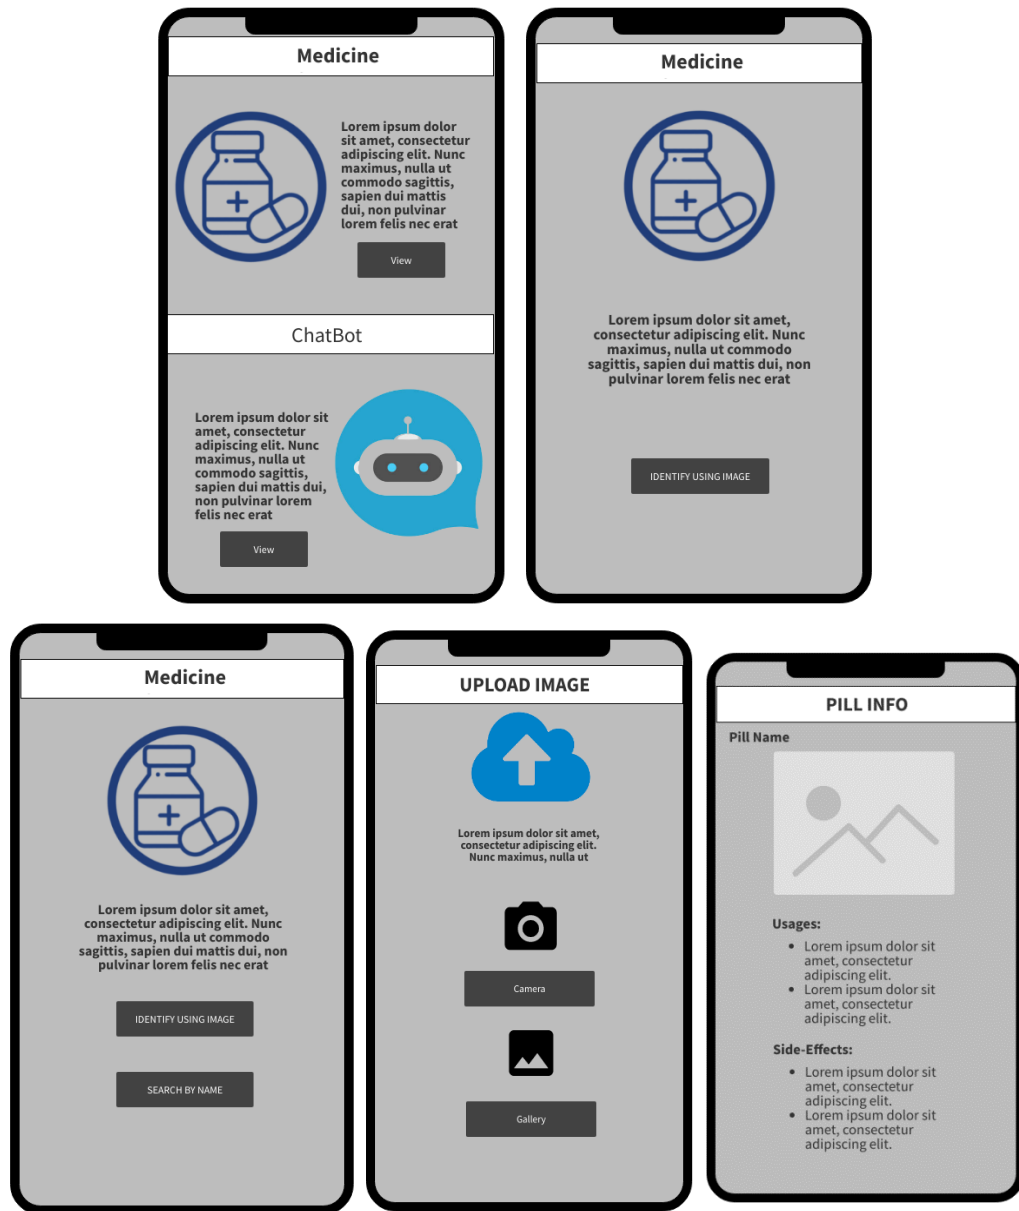 Medicine
Lorem ipsum dolor
sit amet, consectetur
adipiscing elit. Nunc
maximus, nulla ut
commodo sagittis,
sapien dui mattis
dui, non pulvinar
lorem felis nec erat
View
ChatBot
Lorem ipsum dolor sit
amet, consectetur
adipiscing elit. Nunc
maximus, nulla ut
commodo sagittis,
sapien dui mattis dui,
non pulvinar lorem
felis nec erat
View
Medicine
Lorem ipsum dolor sit amet,
consectetur adipiscing elit. Nunc
maximus, nulla ut commodo
sagittis, sapien dui mattis dui, non
pulvinar lorem felis nec erat
IDENTIFY USING IMAGE
Medicine
Lorem ipsum dolor sit amet,
consectetur adipiscing elit. Nunc
maximus, nulla ut commodo
sagittis, sapien dui mattis dui, non
pulvinar lorem felis nec erat
IDENTIFY USING IMAGE
SEARCH BY NAME
UPLOAD IMAGE
Lorem ipsum dolor sit amet,
consectetur adipiscing elit.
Nunc maximus, nulla ut
Camera
Gallery
PILL INFO
Pill Name
Usages:
• Lorem ipsum dolor sit
amet, consectetur
adipiscing elit.
• Lorem ipsum dolor sit
amet, consectetur
adipiscing elit.
Side-Effects:
• Lorem ipsum dolor sit
amet, consectetur
adipiscing elit.
• Lorem ipsum dolor sit
amet, consectetur
adipiscing elit.